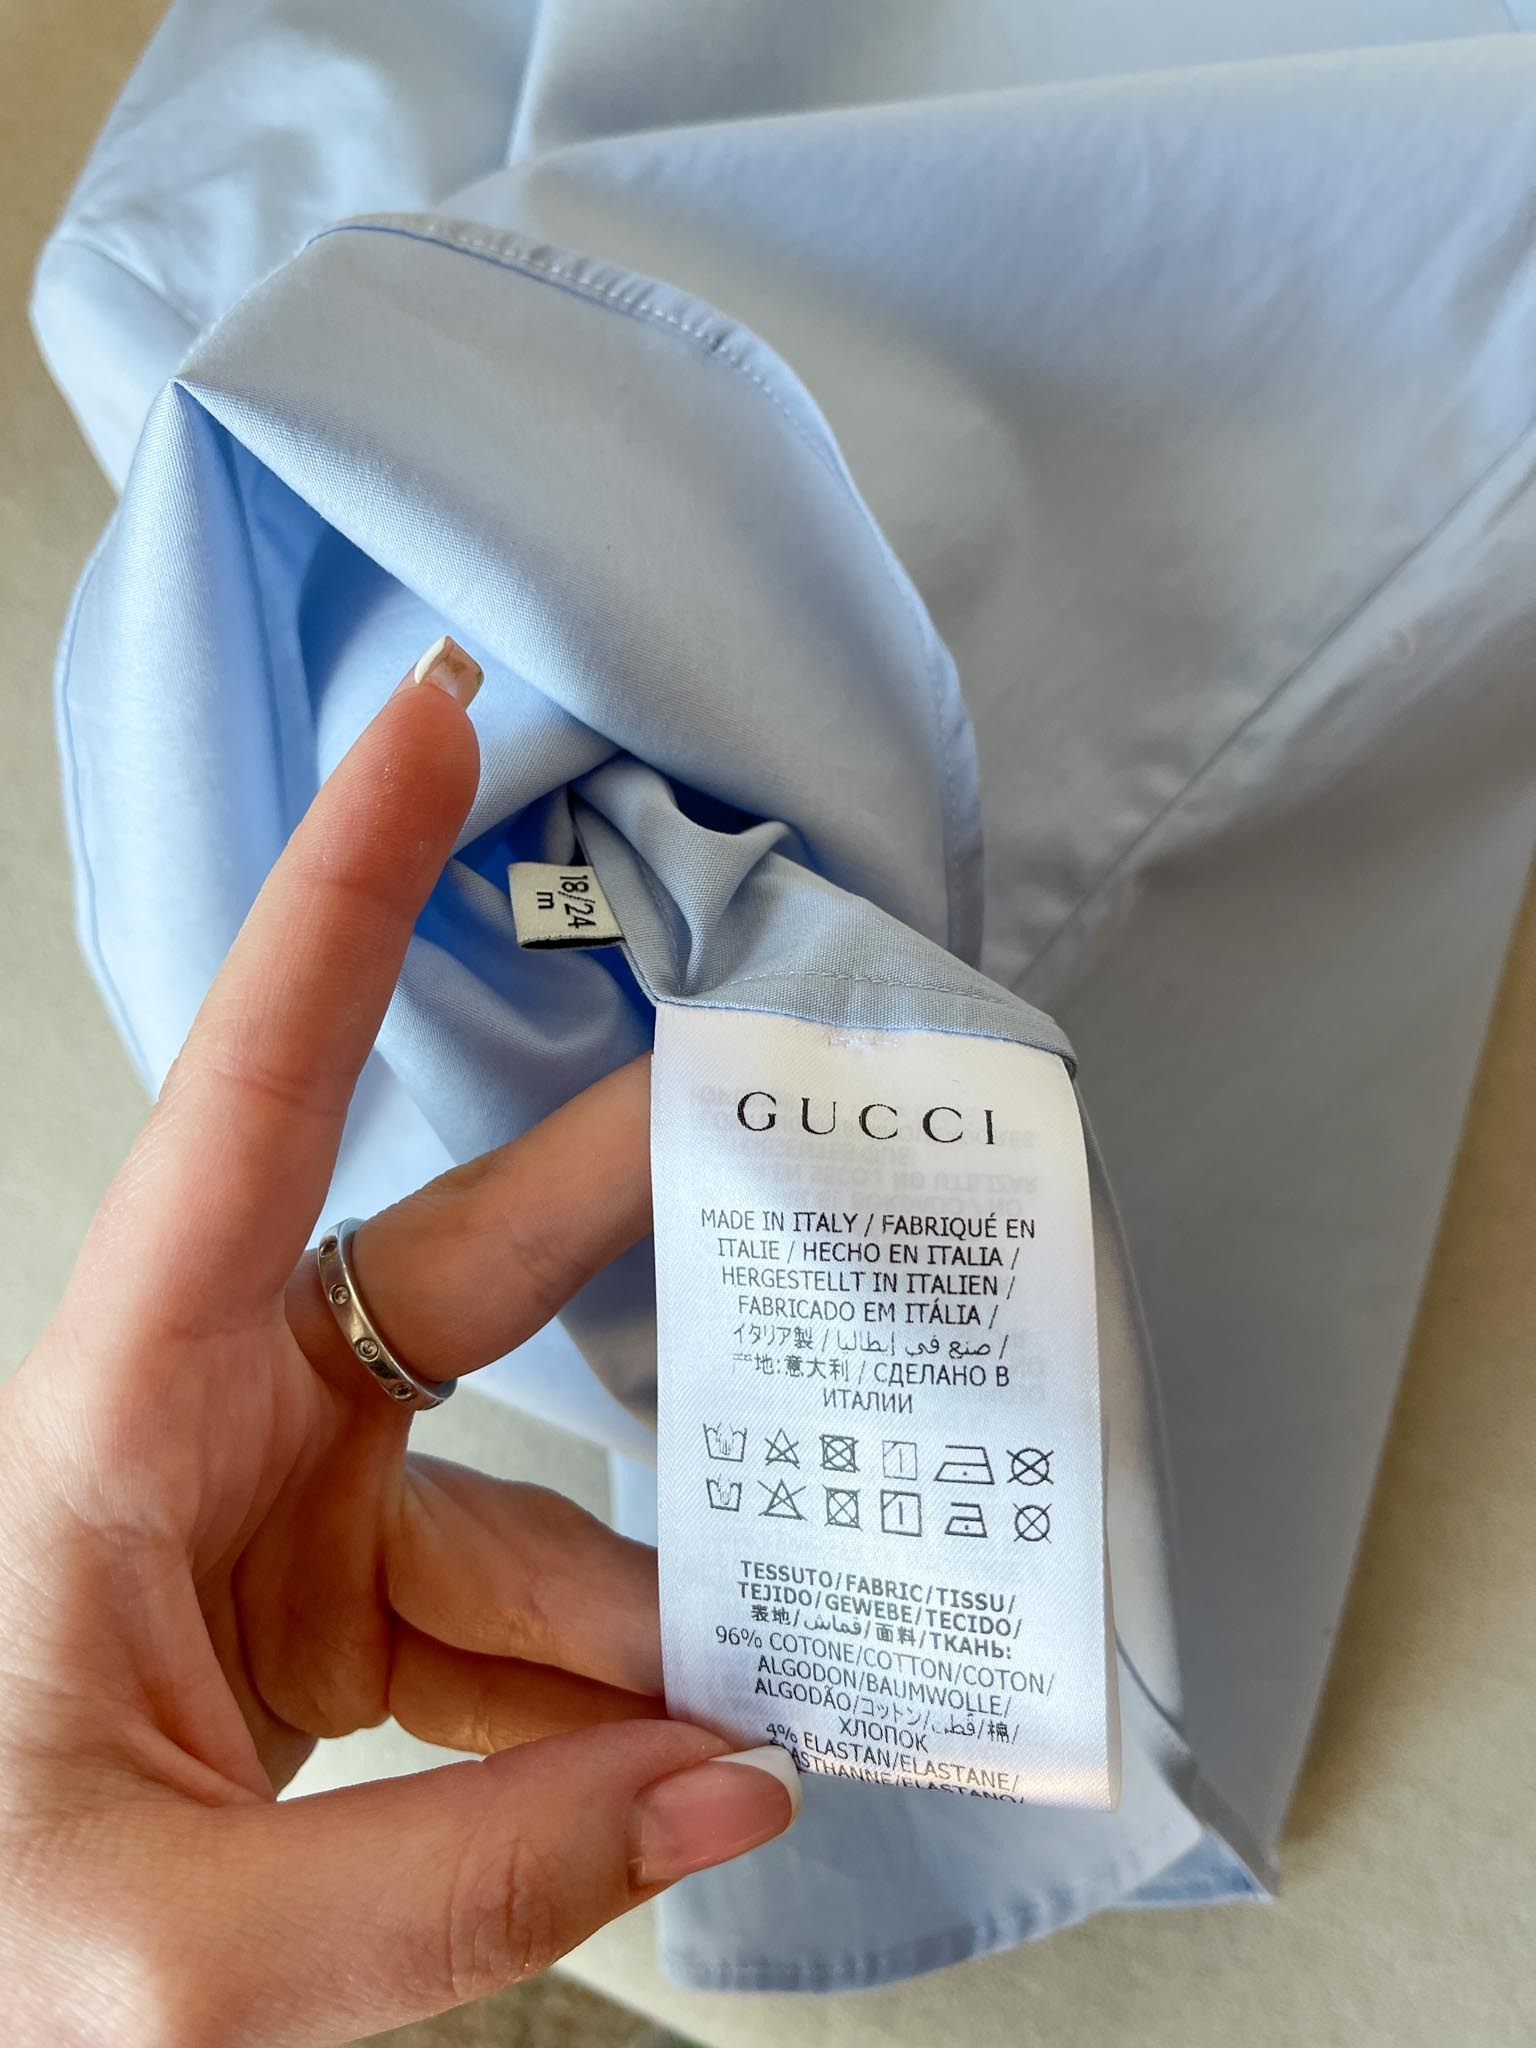 18/24
m
GUCCI
MADE IN ITALY / FABRIQUÉ EN
ITALIE / HECHO EN ITALIA /
HERGESTELLT IN ITALIEN /
FABRICADO EM ITÁLIA /
イタリア製 / صنع في إيطاليا /
产地:意大利 / СДЕЛАНО В
ИТАЛИИ
TESSUTO/FABRIC/TISSU/
TEJIDO/GEWEBE/TECIDO/
表地/قماش/面料/ТКАНЬ:
96% COTONE/COTTON/COTON/
ALGODON/BAUMWOLLE/
ALGODÃO/コットン/قطن/棉/
ХЛОПОК
4% ELASTAN/ELASTANE/
ELASTHANNE/ELASTANO/